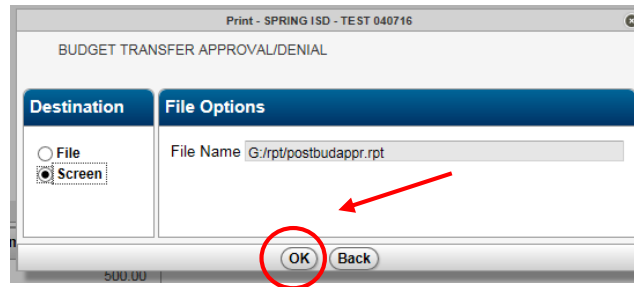 Print - SPRING ISD - TEST 040716
BUDGET TRANSFER APPROVAL/DENIAL
Destination
File Options
File
Screen
File Name G:/rpt/postbudappr.rpt
OK Back
500.00